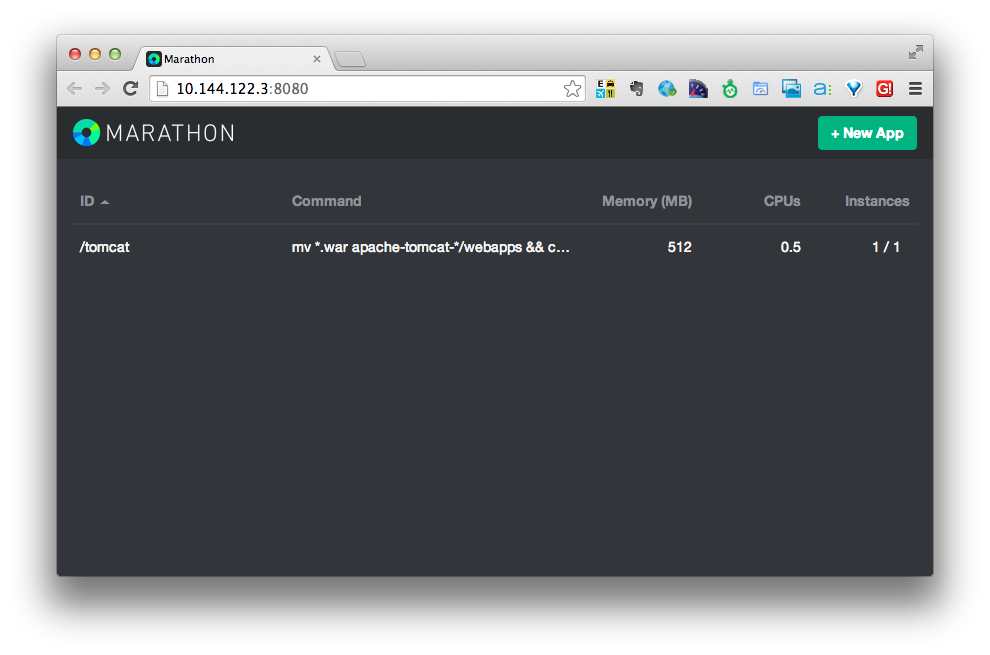 Marathon
10.144.122.3:8080
MARATHON
+ New App
ID Command Memory (MB) CPUs Instances
/tomcat mv *.war apache-tomcat-*/webapps && c... 512 0.5 1 / 1